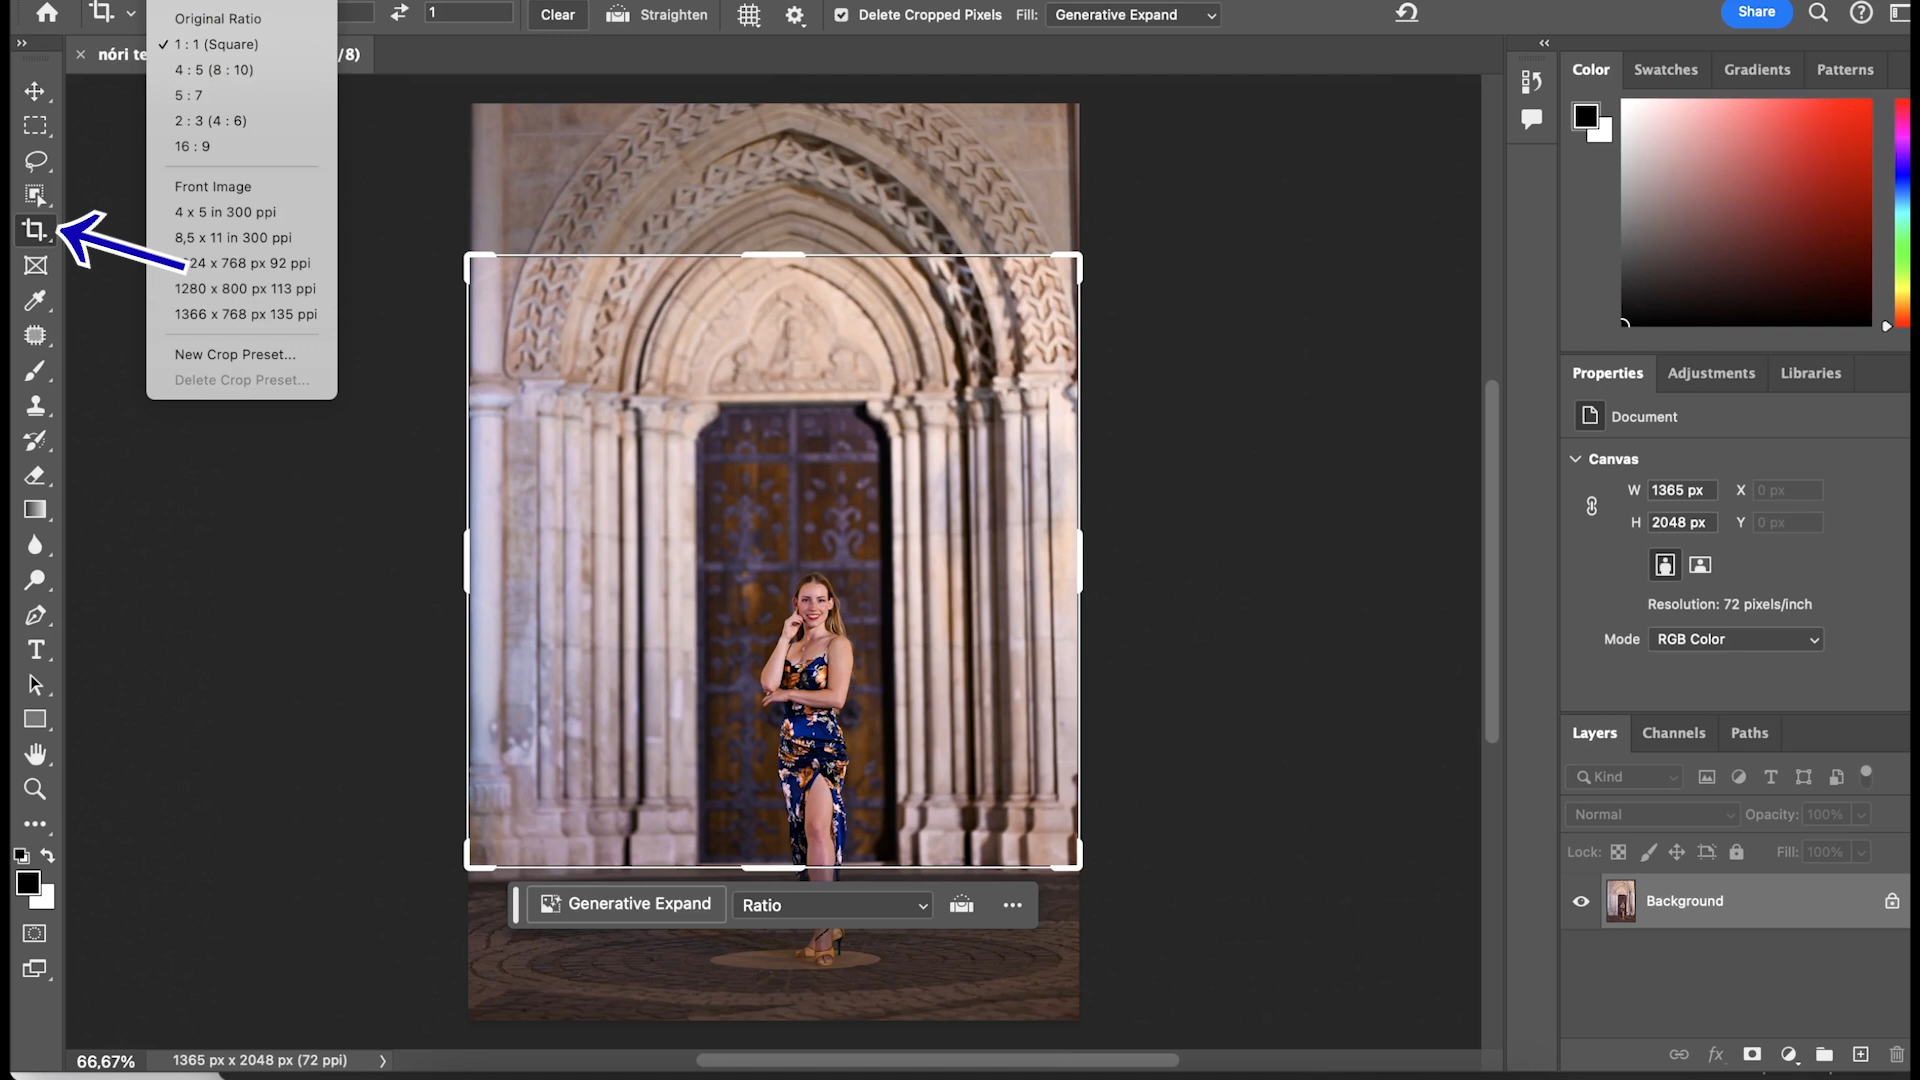 Original Ratio
1 : 1 (Square)
4 : 5 (8 : 10)
5 : 7
2 : 3 (4 : 6)
16 : 9
Front Image
4 x 5 in 300 ppi
8,5 x 11 in 300 ppi
24 x 768 px 92 ppi
1280 x 800 px 113 ppi
1366 x 768 px 135 ppi
New Crop Preset...
Delete Crop Preset...
1
Clear
Straighten
Delete Cropped Pixels
Fill: Generative Expand
Share
nóri te
/8)
Color Swatches Gradients Patterns
Properties Adjustments Libraries
Document
Canvas
W 1365 px X 0 px
H 2048 px Y 0 px
Resolution: 72 pixels/inch
Mode RGB Color
Layers Channels Paths
Kind
Normal Opacity: 100%
Lock: Fill: 100%
Background
fx
Generative Expand Ratio
66,67% 1365 px x 2048 px (72 ppi)